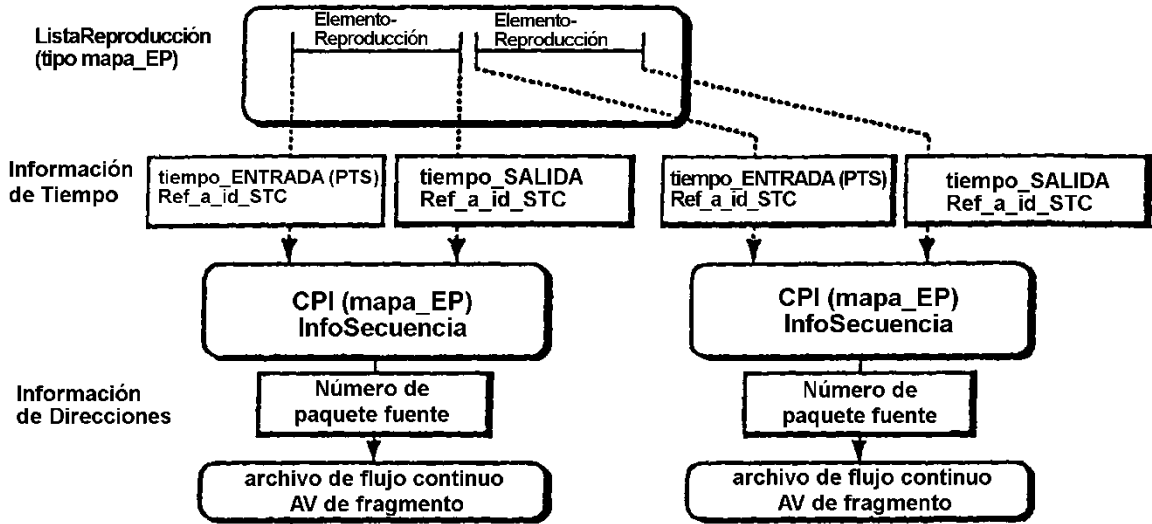 ListaReproducción
(tipo mapa_EP)
Elemento-
Reproducción
Elemento-
Reproducción
Información
de Tiempo
tiempo_ENTRADA (PTS)
Ref_a_id_STC
tiempo_SALIDA
Ref_a_id_STC
tiempo_ENTRADA (PTS)
Ref_a_id_STC
tiempo_SALIDA
Ref_a_id_STC
CPI (mapa_EP)
InfoSecuencia
CPI (mapa_EP)
InfoSecuencia
Información
de Direcciones
Número de
paquete fuente
Número de
paquete fuente
archivo de flujo continuo
AV de fragmento
archivo de flujo continuo
AV de fragmento